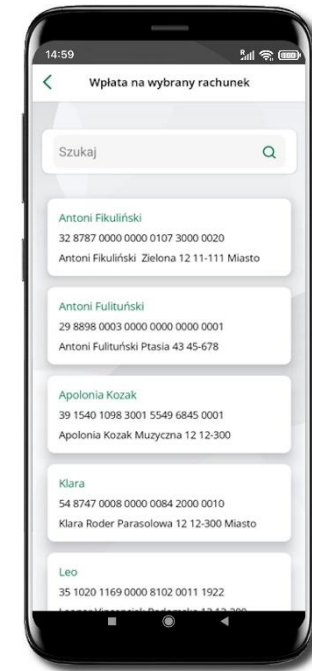 14:59
Wpłata na wybrany rachunek
Szukaj
Antoni Fikuliński
32 8787 0000 0000 0107 3000 0020
Antoni Fikuliński Zielona 12 11-111 Miasto
Antoni Fulituński
29 8898 0003 0000 0000 0000 0001
Antoni Fulituński Ptasia 43 45-678
Apolonia Kozak
39 1540 1098 3001 5549 6845 0001
Apolonia Kozak Muzyczna 12 12-300
Klara
54 8747 0008 0000 0084 2000 0010
Klara Roder Parasolowa 12 12-300 Miasto
Leo
35 1020 1169 0000 8102 0011 1922